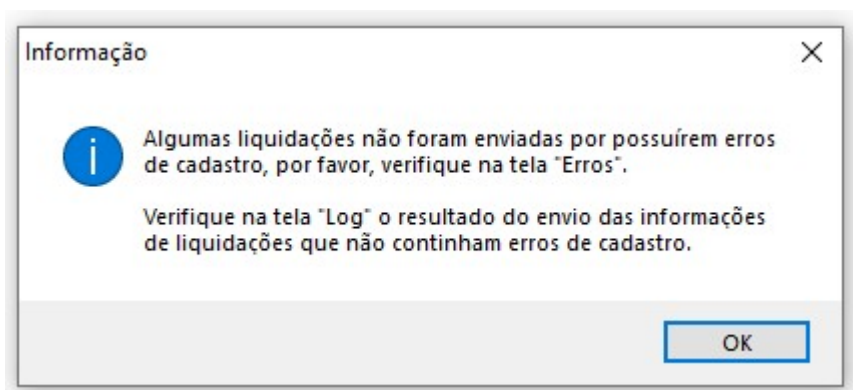 Informação
Algumas liquidações não foram enviadas por possuírem erros
de cadastro, por favor, verifique na tela "Erros".
Verifique na tela "Log" o resultado do envio das informações
de liquidações que não continham erros de cadastro.
OK